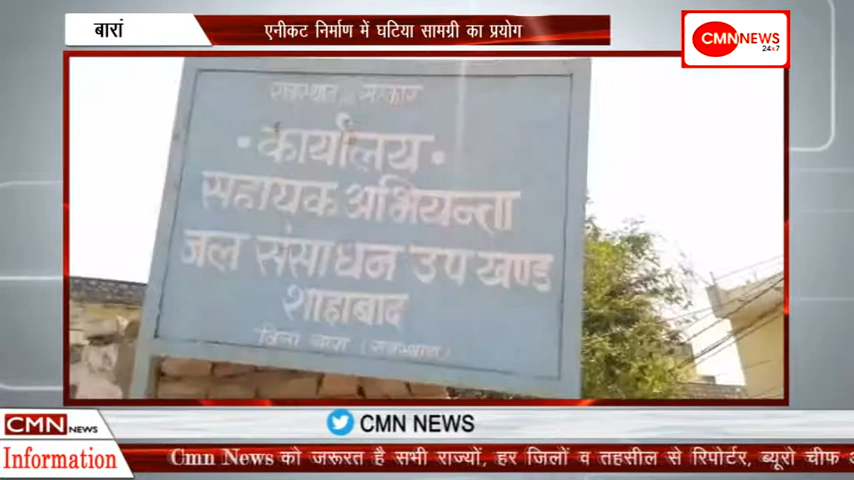 बारां
एनीकट निर्माण में घटिया सामग्री का प्रयोग
CMN NEWS
24x7
राजस्थान सरकार
कार्यालय
सहायक अभियन्ता
जल संसाधन उप खण्ड
शाहाबाद
जिला बारां (राजस्थान)
CMN NEWS
CMN NEWS
Information
Cmn News को जरूरत है सभी राज्यों, हर जिलों व तहसील से रिपोर्टर, ब्यूरो चीफ